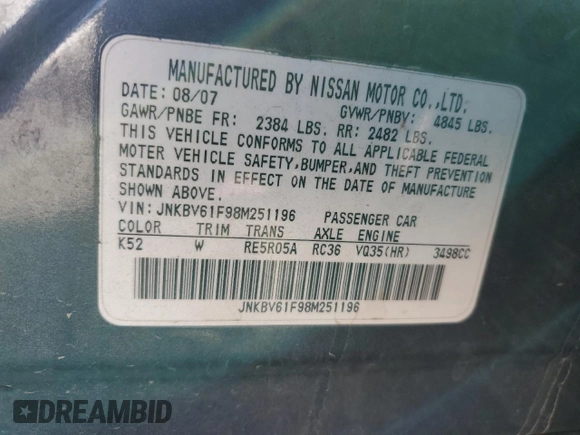 MANUFACTURED BY NISSAN MOTOR CO.,LTD.
DATE: 08/07 GVWR/PNBV: 4845 LBS.
GAWR/PNBE FR: 2384 LBS. RR: 2482 LBS.
THIS VEHICLE CONFORMS TO ALL APPLICABLE FEDERAL
MOTER VEHICLE SAFETY,BUMPER,AND THEFT PREVENTION
STANDARDS IN EFFECT ON THE DATE OF MANUFACTURE
SHOWN ABOVE.
VIN: JNKBV61F98M251196 PASSENGER CAR
COLOR TRIM TRANS AXLE ENGINE
K52 W RE5R05A RC36 VQ35(HR) 3498CC
JNKBV61F98M251196
DREAMBID